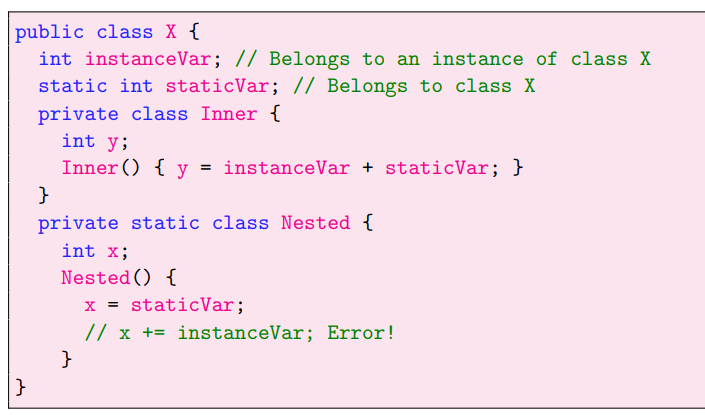 public class X {
  int instanceVar; // Belongs to an instance of class X
  static int staticVar; // Belongs to class X
  private class Inner {
    int y;
    Inner() { y = instanceVar + staticVar; }
  }
  private static class Nested {
    int x;
    Nested() {
      x = staticVar;
      // x += instanceVar; Error!
    }
}